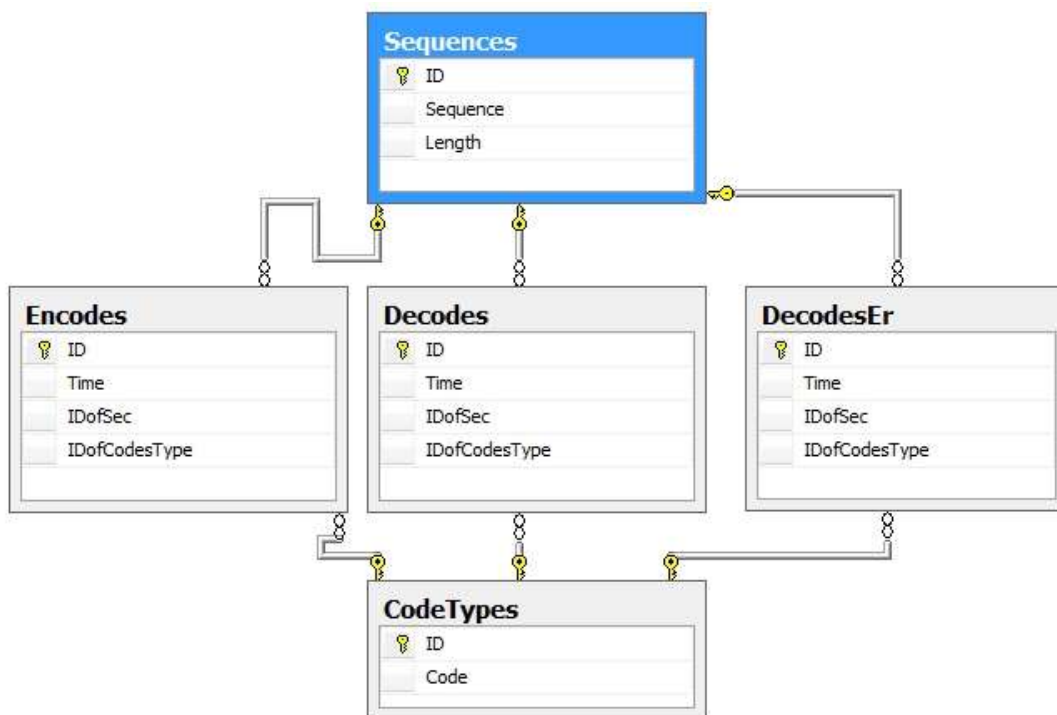 Sequences
ID
Sequence
Length
Encodes
ID
Time
IDofSec
IDofCodesType
Decodes
ID
Time
IDofSec
IDofCodesType
DecodesEr
ID
Time
IDofSec
IDofCodesType
CodeTypes
ID
Code